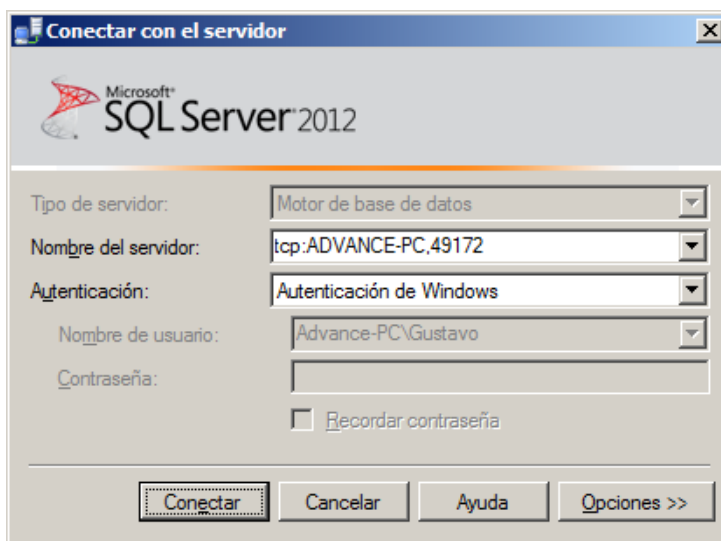 Conectar con el servidor
Microsoft®
SQL Server®2012
Tipo de servidor: Motor de base de datos
Nombre del servidor: tcp:ADVANCE-PC,49172
Autenticación: Autenticación de Windows
Nombre de usuario: Advance-PC\Gustavo
Contraseña:
Recordar contraseña
Conectar Cancelar Ayuda Opciones >>